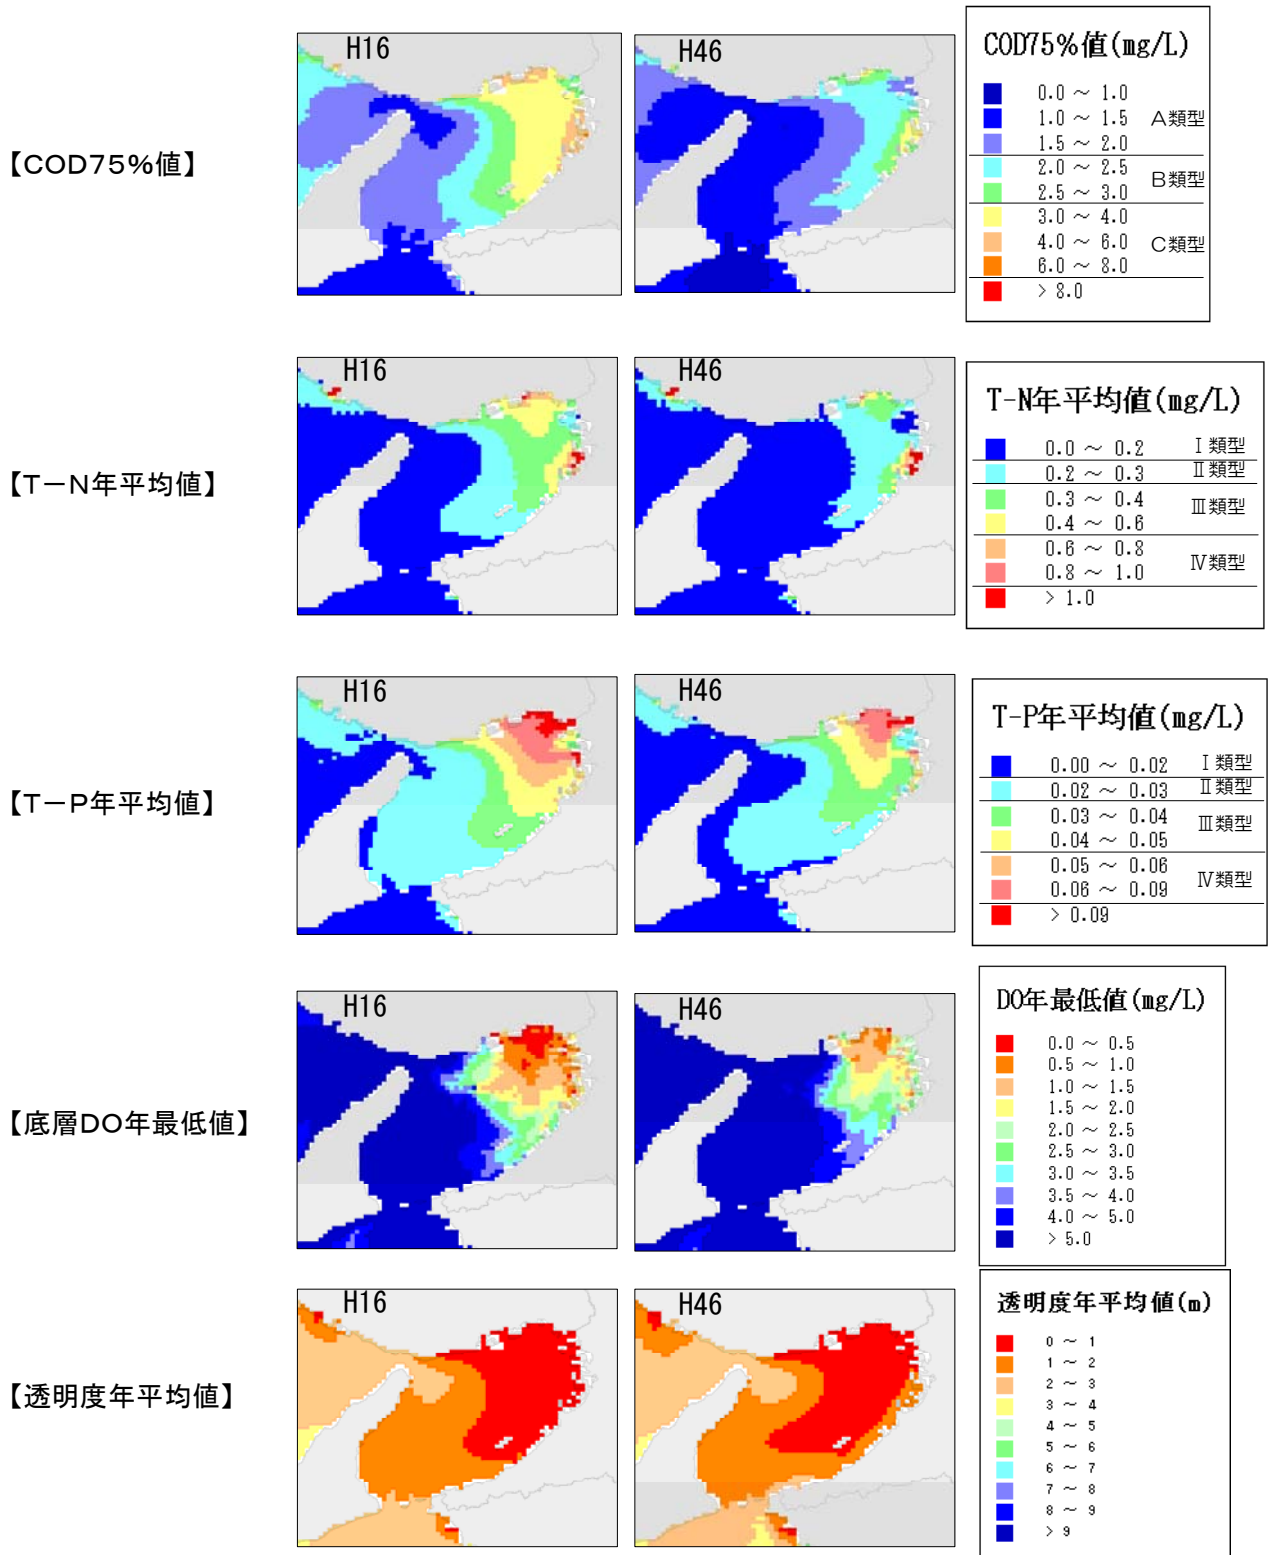 【COD75%値】
H16
H46
COD75%値(mg/L)
0.0 ～ 1.0
1.0 ～ 1.5 A類型
1.5 ～ 2.0
2.0 ～ 2.5
B類型
2.5 ～ 3.0
3.0 ～ 4.0
4.0 ～ 6.0 C類型
6.0 ～ 8.0
> 8.0
【T－N年平均値】
H16
H46
T-N年平均値(mg/L)
0.0 ～ 0.2 Ⅰ類型
0.2 ～ 0.3 Ⅱ類型
0.3 ～ 0.4
Ⅲ類型
0.4 ～ 0.6
0.6 ～ 0.8
Ⅳ類型
0.8 ～ 1.0
> 1.0
【T－P年平均値】
H16
H46
T-P年平均値(mg/L)
0.00 ～ 0.02 Ⅰ類型
0.02 ～ 0.03 Ⅱ類型
0.03 ～ 0.04
Ⅲ類型
0.04 ～ 0.05
0.05 ～ 0.06
Ⅳ類型
0.06 ～ 0.09
> 0.09
【底層DO年最低値】
H16
H46
DO年最低値(mg/L)
0.0 ～ 0.5
0.5 ～ 1.0
1.0 ～ 1.5
1.5 ～ 2.0
2.0 ～ 2.5
2.5 ～ 3.0
3.0 ～ 3.5
3.5 ～ 4.0
4.0 ～ 5.0
> 5.0
【透明度年平均値】
H16
H46
透明度年平均値(m)
0 ～ 1
1 ～ 2
2 ～ 3
3 ～ 4
4 ～ 5
5 ～ 6
6 ～ 7
7 ～ 8
8 ～ 9
> 9